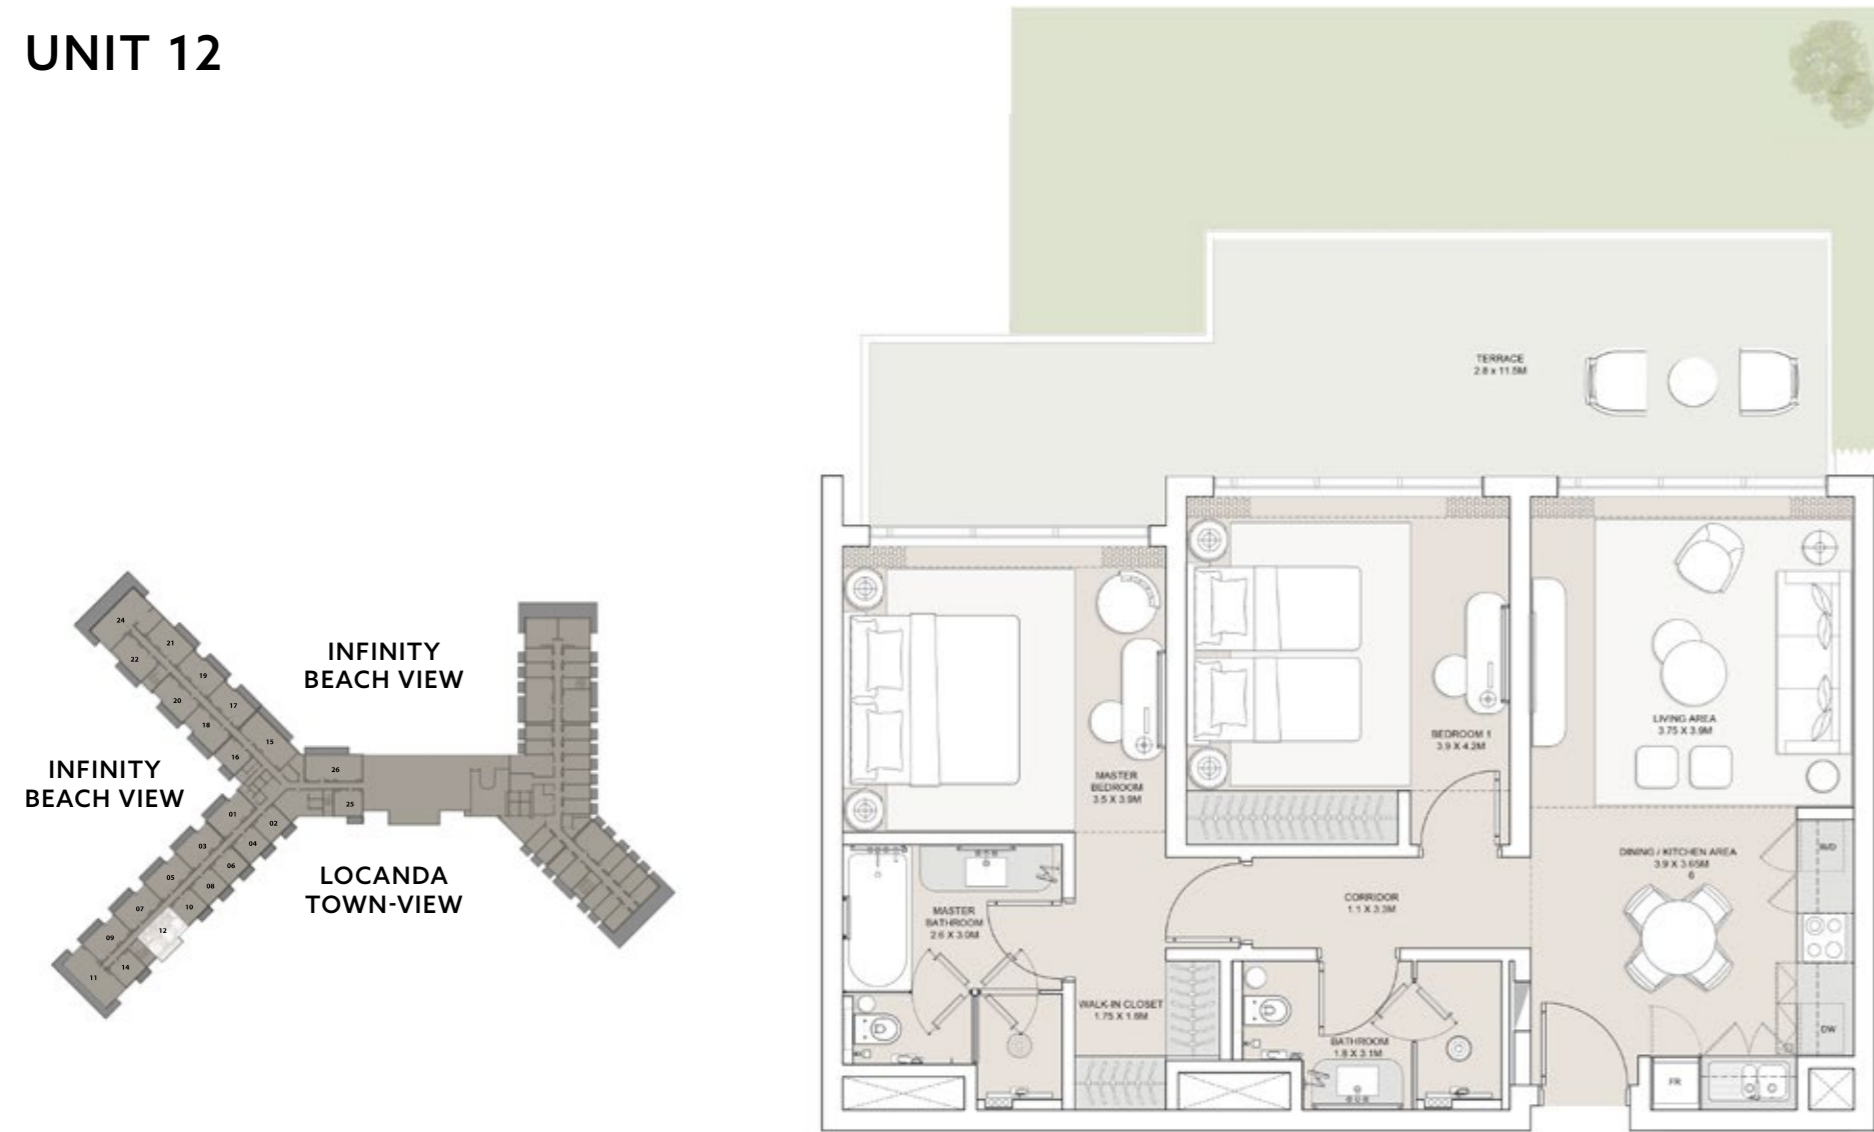 UNIT 12
TERRACE
2.8 x 11.5M
LIVING AREA
3.75 X 3.9M
BEDROOM 1
3.9 X 4.2M
MASTER
BEDROOM
3.5 X 3.9M
DINING / KITCHEN AREA
3.9 X 3.65M
6
W/D
CORRIDOR
1.1 X 3.3M
MASTER
BATHROOM
2.6 X 3.0M
WALK-IN CLOSET
1.75 X 1.8M
BATHROOM
1.8 X 3.1M
DW
FR
INFINITY
BEACH VIEW
INFINITY
BEACH VIEW
LOCANDA
TOWN-VIEW
24
21
22
19
20
17
18
15
16
26
25
01
02
03
04
05
06
07
08
09
10
12
11
14